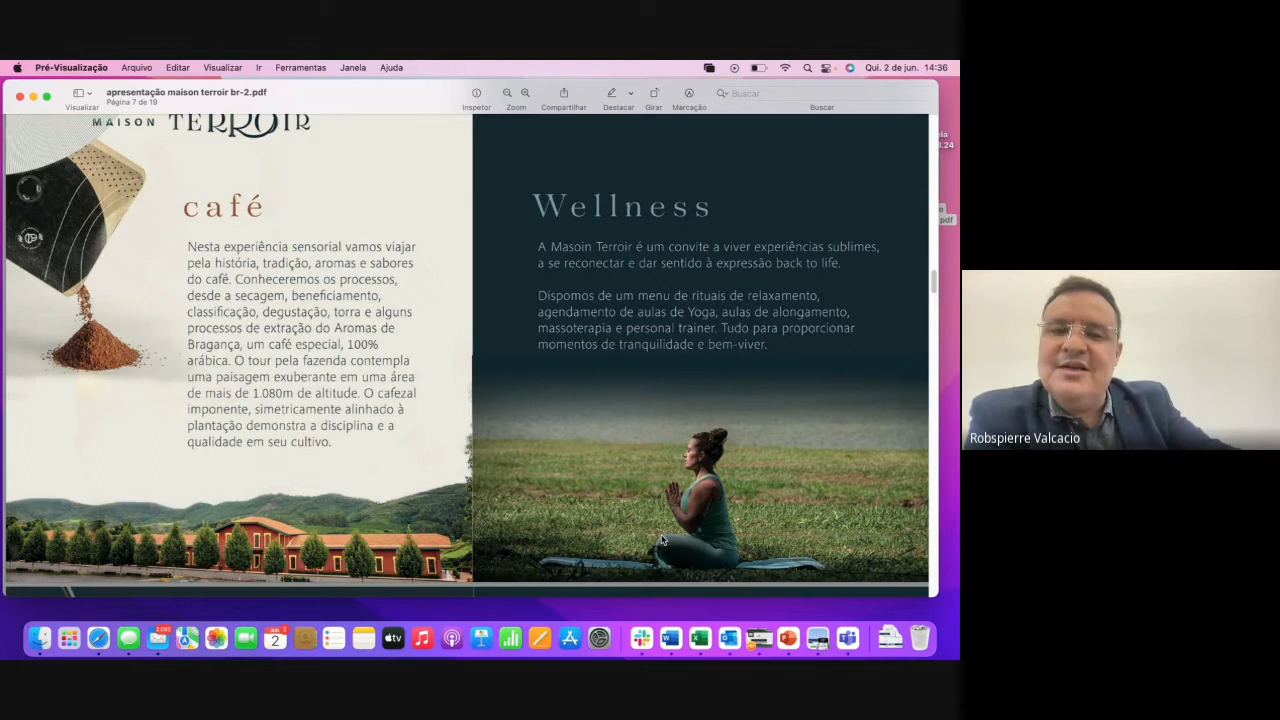 Pré-Visualização Arquivo Editar Visualizar Ir Ferramentas Janela Ajuda
Qui. 2 de jun. 14:36
apresentação maison terroir br-2.pdf
Página 7 de 19
Visualizar Inspetor Zoom Compartilhar Destacar Girar Marcação Buscar
Buscar
MAISON TERROIR
café
Nesta experiência sensorial vamos viajar
pela história, tradição, aromas e sabores
do café. Conheceremos os processos,
desde a secagem, beneficiamento,
classificação, degustação, torra e alguns
processos de extração do Aromas de
Bragança, um café especial, 100%
arábica. O tour pela fazenda contempla
uma paisagem exuberante em uma área
de mais de 1.080m de altitude. O cafezal
imponente, simetricamente alinhado à
plantação demonstra a disciplina e a
qualidade em seu cultivo.
Wellness
A Masoin Terroir é um convite a viver experiências sublimes,
a se reconectar e dar sentido à expressão back to life.
Dispomos de um menu de rituais de relaxamento,
agendamento de aulas de Yoga, aulas de alongamento,
massoterapia e personal trainer. Tudo para proporcionar
momentos de tranquilidade e bem-viver.
Robspierre Valcacio
2
tv